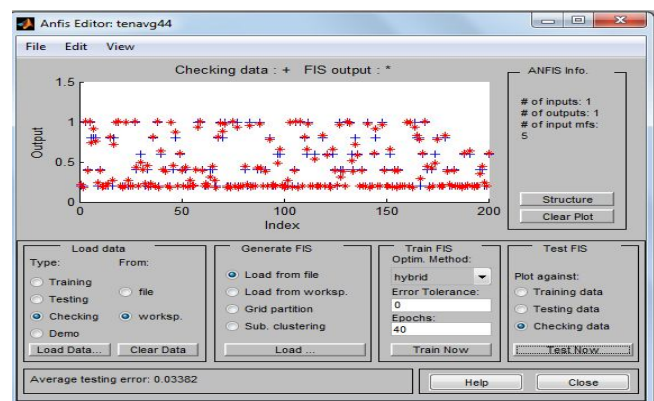 Anfis Editor: tenavg44
File Edit View
Checking data : + FIS output : *
1.5
1
0.5
0
Output
0 50 100 150 200
Index
ANFIS Info.
# of inputs: 1
# of outputs: 1
# of input mfs:
5
Structure
Clear Plot
Load data
Type: From:
Training
Testing
Checking
Demo
file
worksp.
Load Data... Clear Data
Generate FIS
Load from file
Load from worksp.
Grid partition
Sub. clustering
Load ...
Train FIS
Optim. Method:
hybrid
Error Tolerance:
0
Epochs:
40
Train Now
Test FIS
Plot against:
Training data
Testing data
Checking data
Test Now
Average testing error: 0.03382
Help Close